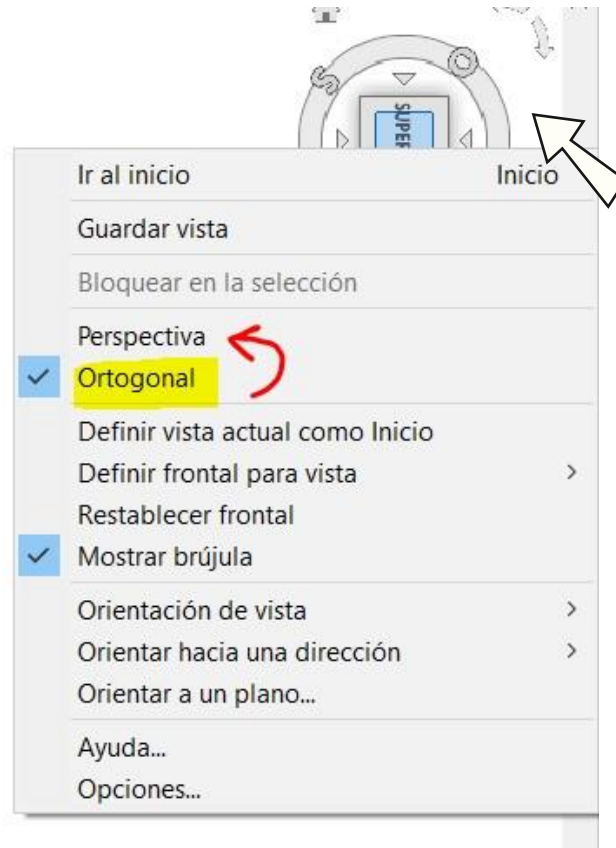 S
O
SUPER
Ir al inicio Inicio
Guardar vista
Bloquear en la selección
Perspectiva
Ortogonal
Definir vista actual como Inicio
Definir frontal para vista
Restablecer frontal
Mostrar brújula
Orientación de vista
Orientar hacia una dirección
Orientar a un plano...
Ayuda...
Opciones...